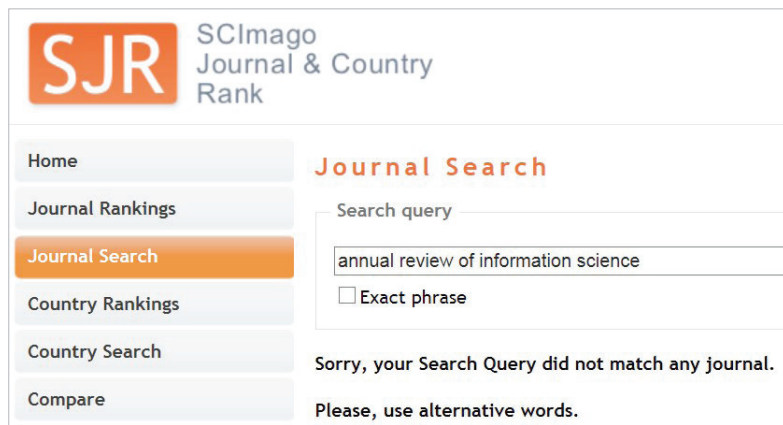 SJR
SCImago
Journal & Country
Rank
Home
Journal Rankings
Journal Search
Country Rankings
Country Search
Compare
Journal Search
Search query
annual review of information science
Exact phrase
Sorry, your Search Query did not match any journal.
Please, use alternative words.